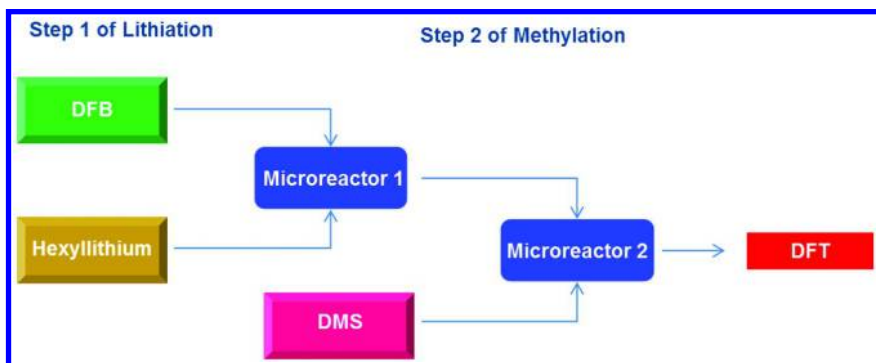 Step 1 of Lithiation
Step 2 of Methylation
DFB
Microreactor 1
Hexyllithium
Microreactor 2
DFT
DMS